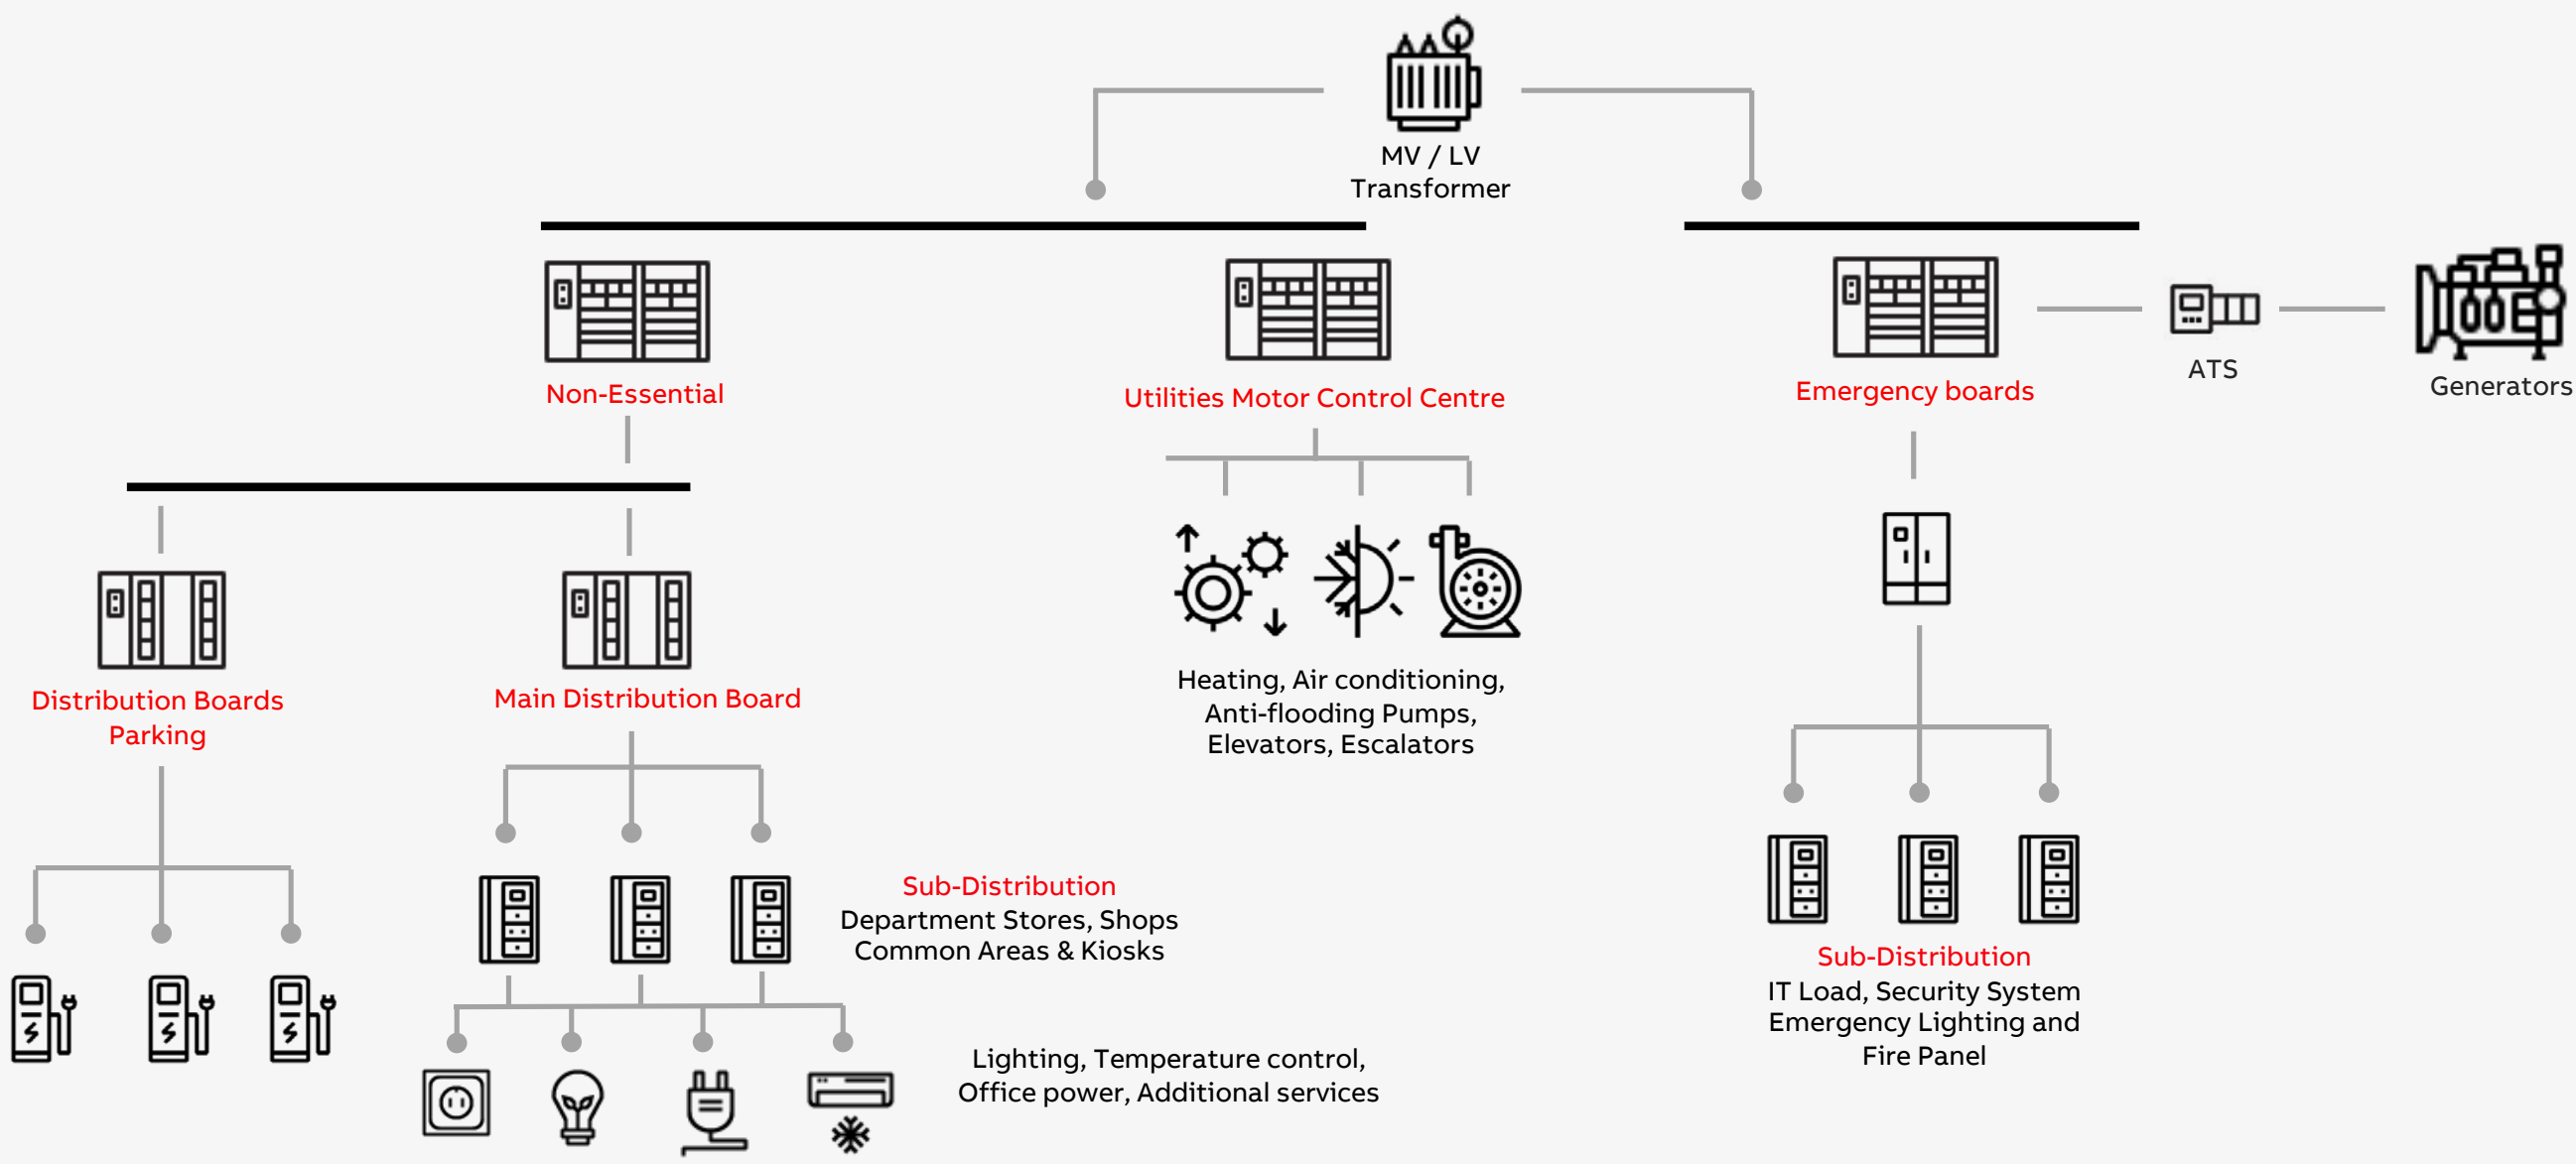 MV / LV
Transformer
Non-Essential
Utilities Motor Control Centre
Emergency boards
ATS
Generators
Distribution Boards
Parking
Main Distribution Board
Heating, Air conditioning,
Anti-flooding Pumps,
Elevators, Escalators
Sub-Distribution
Department Stores, Shops
Common Areas & Kiosks
Sub-Distribution
IT Load, Security System
Emergency Lighting and
Fire Panel
Lighting, Temperature control,
Office power, Additional services